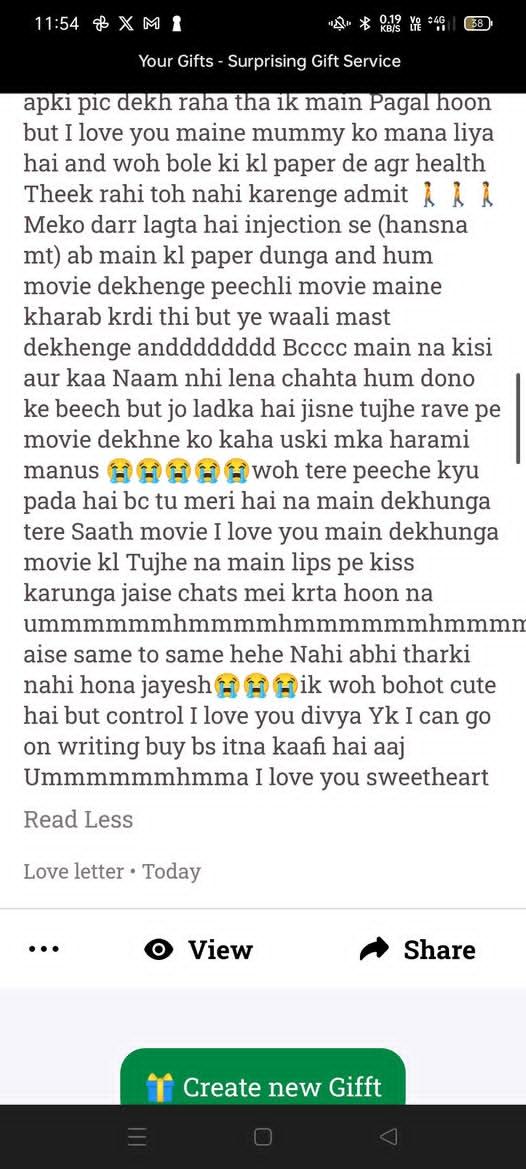 11:54 0.19 KB/S Vo LTE 4G 38
Your Gifts - Surprising Gift Service
apki pic dekh raha tha ik main Pagal hoon
but I love you maine mummy ko mana liya
hai and woh bole ki kl paper de agr health
Theek rahi toh nahi karenge admit 🚶🚶🚶
Meko darr lagta hai injection se (hansna
mt) ab main kl paper dunga and hum
movie dekhenge peechli movie maine
kharab krdi thi but ye waali mast
dekhenge andddddddd Bcccc main na kisi
aur kaa Naam nhi lena chahta hum dono
ke beech but jo ladka hai jisne tujhe rave pe
movie dekhne ko kaha uski mka harami
manus 😭😭😭😭😭woh tere peeche kyu
pada hai bc tu meri hai na main dekhunga
tere Saath movie I love you main dekhunga
movie kl Tujhe na main lips pe kiss
karunga jaise chats mei krta hoon na
ummmmmmhmmmmhmmmmmmhmmmm
aise same to same hehe Nahi abhi tharki
nahi hona jayesh😭😭😭ik woh bohot cute
hai but control I love you divya Yk I can go
on writing buy bs itna kaafi hai aaj
Ummmmmmhmma I love you sweetheart
Read Less
Love letter • Today
View Share
🎁 Create new Gifft